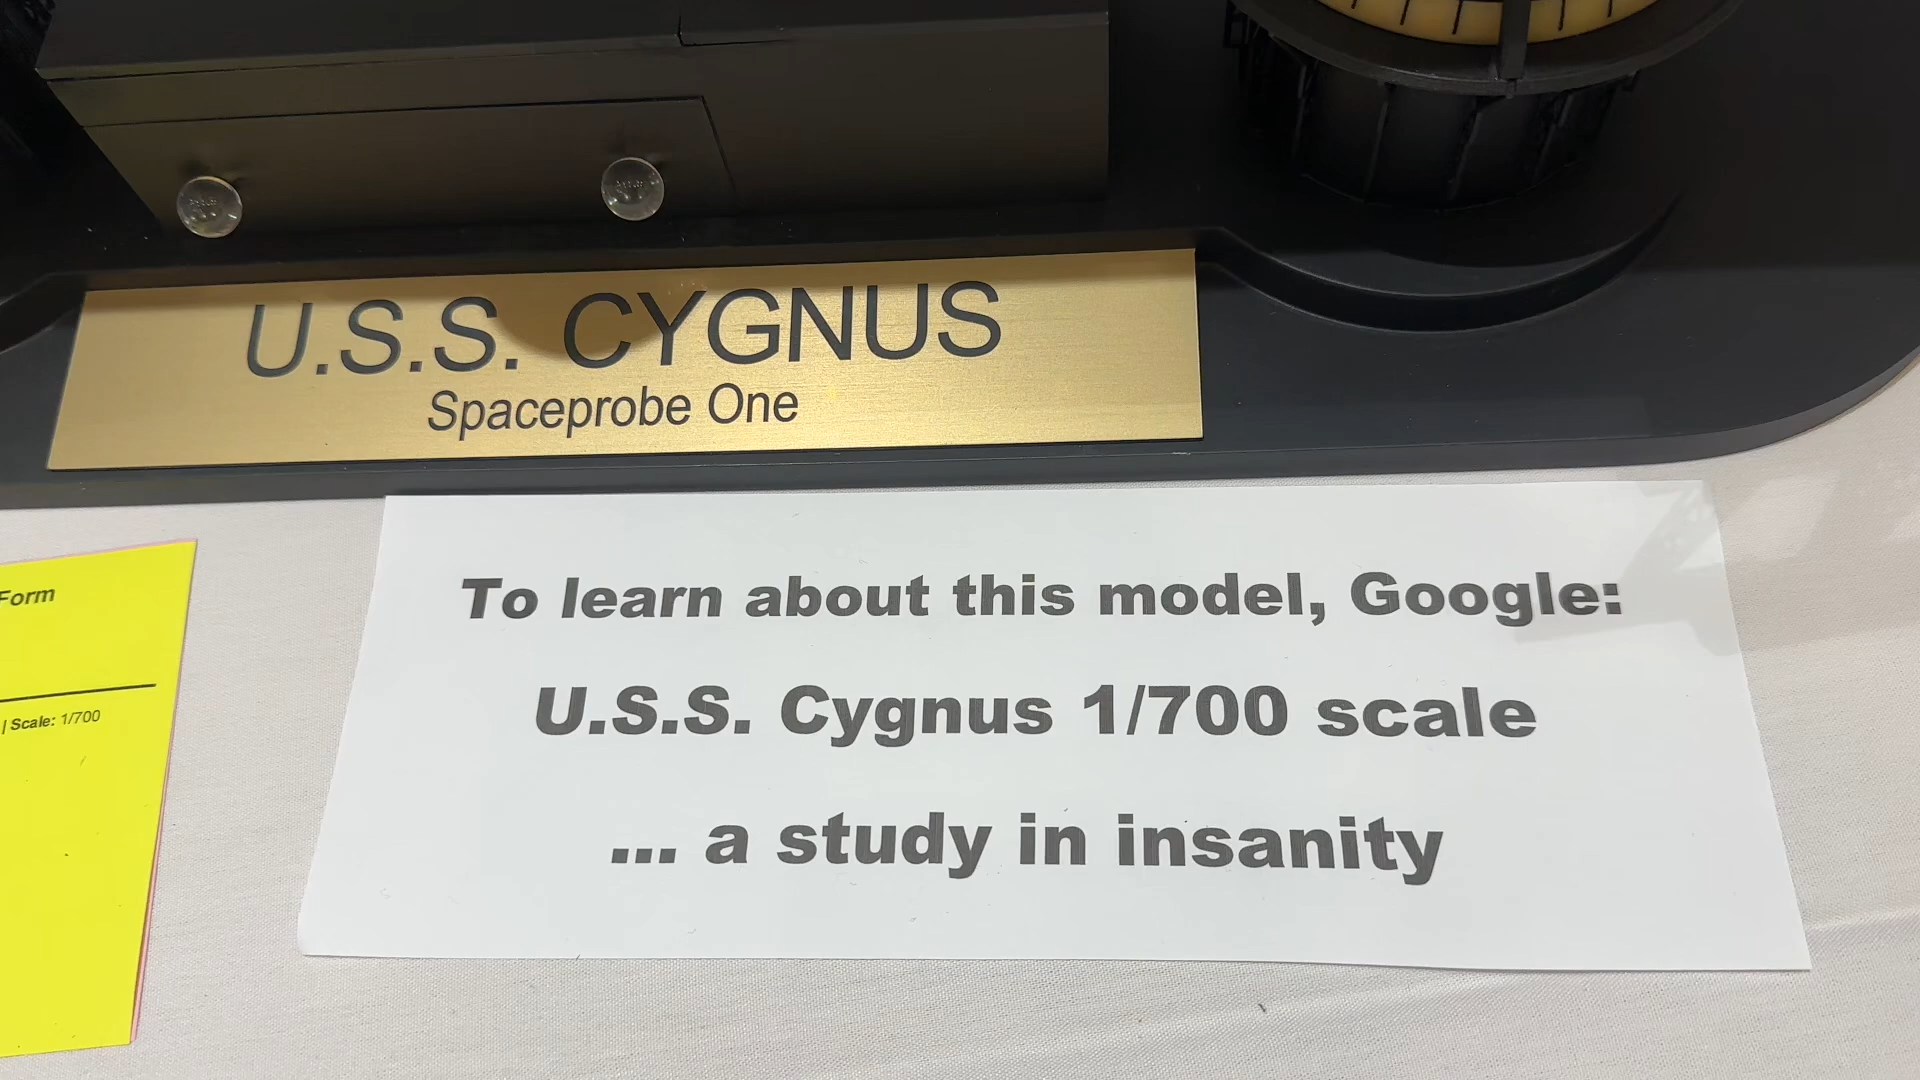 U.S.S. CYGNUS
Spaceprobe One
To learn about this model, Google:
U.S.S. Cygnus 1/700 scale
... a study in insanity
Form
| Scale: 1/700